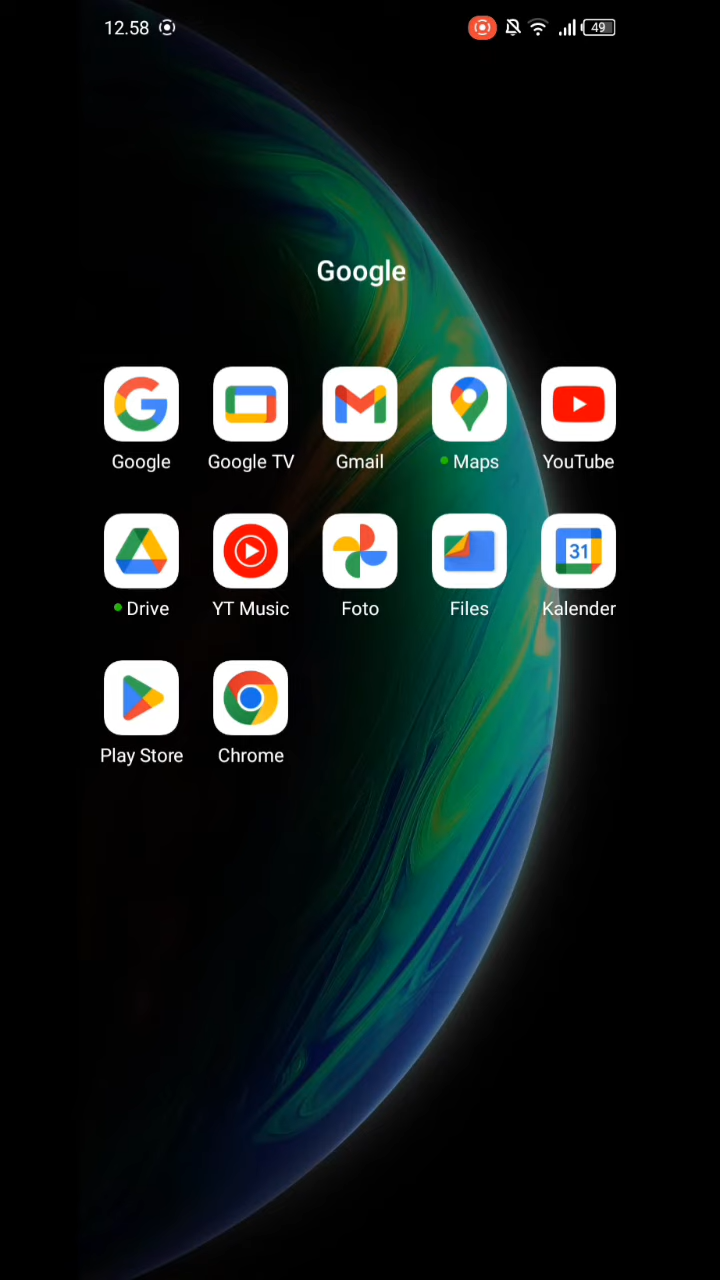 12.58
49
Google
Google
Google TV
Gmail
Maps
YouTube
31
Drive
YT Music
Foto
Files
Kalender
Play Store
Chrome